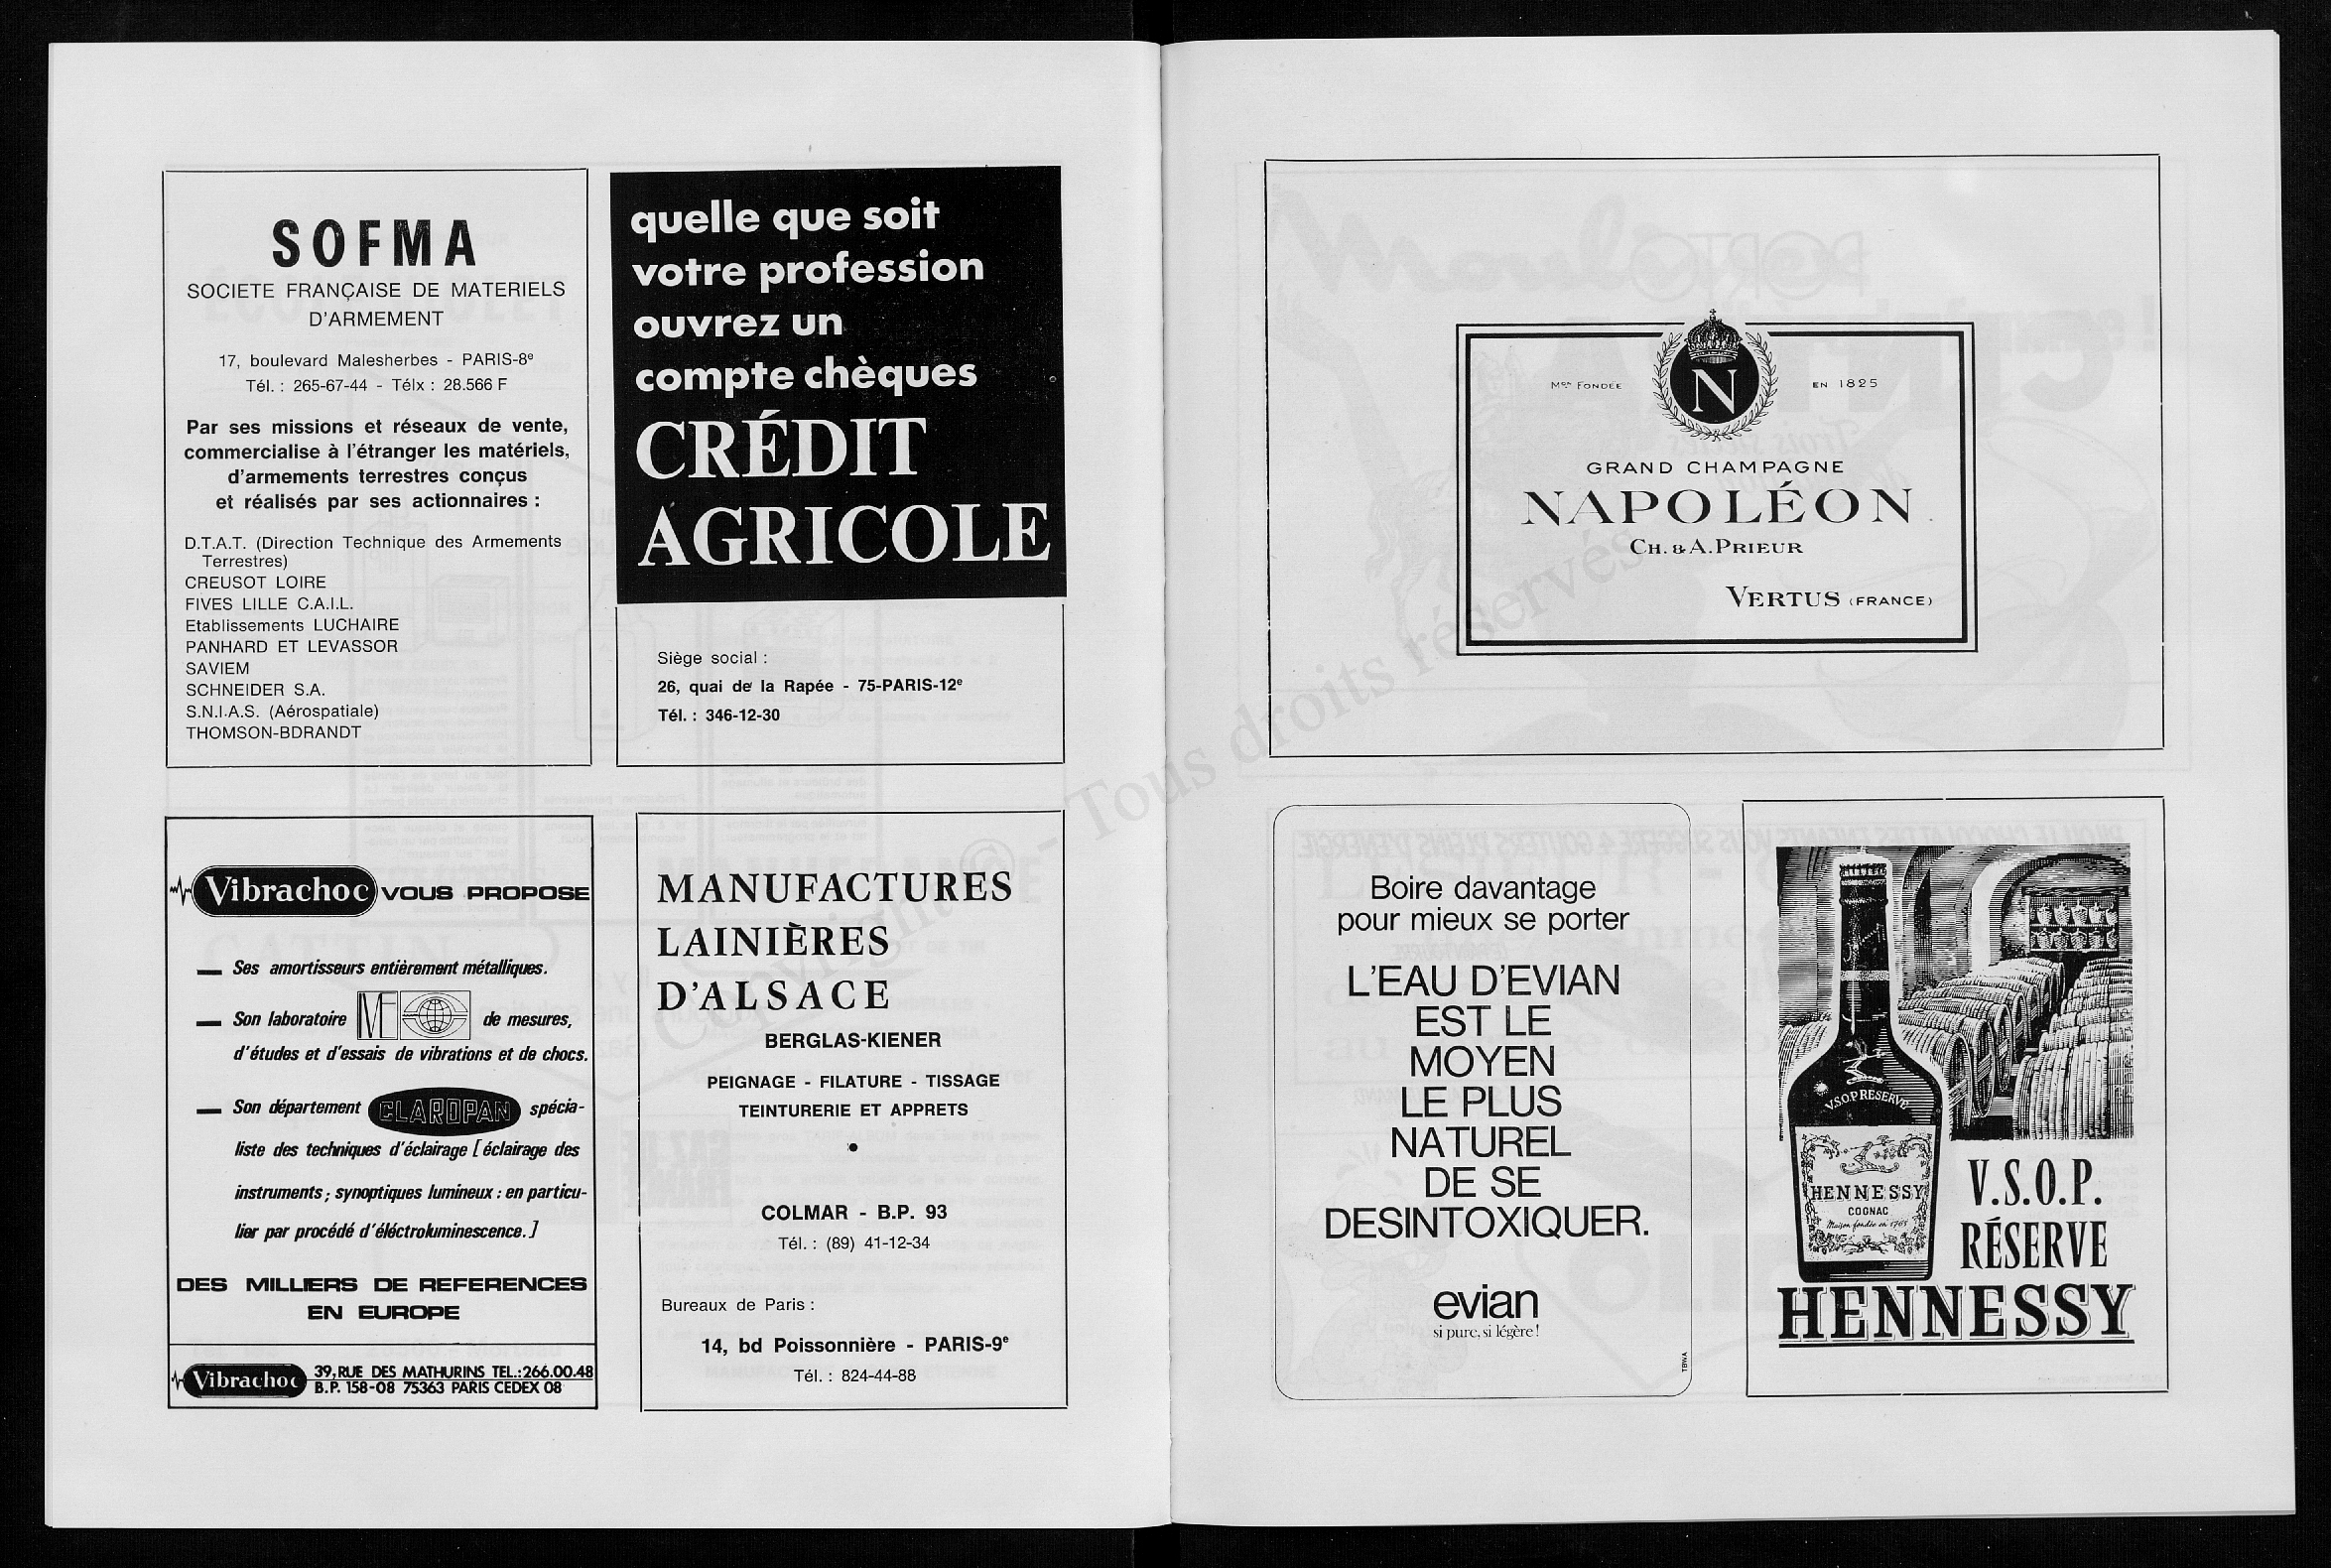 SOFMA
SOCIETE FRANÇAISE DE MATERIELS
D'ARMEMENT
17, boulevard Malesherbes - PARIS-8e
Tél. : 265-67-44 - Télx : 28.566 F
Par ses missions et réseaux de vente,
commercialise à l'étranger les matériels,
d'armements terrestres conçus
et réalisés par ses actionnaires :
D.T.A.T. (Direction Technique des Armements
Terrestres)
CREUSOT LOIRE
FIVES LILLE C.A.I.L.
Etablissements LUCHAIRE
PANHARD ET LEVASSOR
SAVIEM
SCHNEIDER S.A.
S.N.I.A.S. (Aérospatiale)
THOMSON-BDRANDT
quelle que soit
votre profession
ouvrez un
compte chèques
CRÉDIT
AGRICOLE
Siège social :
26, quai de la Rapée - 75-PARIS-12e
Tél. : 346-12-30
Vibrachoc VOUS PROPOSE
— Ses amortisseurs entièrement métalliques.
— Son laboratoire de mesures,
d'études et d'essais de vibrations et de chocs.
— Son département CLAROPAN spécia-
liste des techniques d'éclairage [éclairage des
instruments ; synoptiques lumineux : en particu-
lier par procédé d'éléctroluminescence.]
DES MILLIERS DE REFERENCES
EN EUROPE
Vibrachoc 39, RUE DES MATHURINS TEL.:266.00.48
B.P. 158-08 75363 PARIS CEDEX 08
MANUFACTURES
LAINIÈRES
D'ALSACE
BERGLAS-KIENER
PEIGNAGE - FILATURE - TISSAGE
TEINTURERIE ET APPRETS
•
COLMAR - B.P. 93
Tél. : (89) 41-12-34
Bureaux de Paris :
14, bd Poissonnière - PARIS-9e
Tél. : 824-44-88
Mon FONDÉE EN 1825
N
GRAND CHAMPAGNE
NAPOLÉON
CH. & A. PRIEUR
VERTUS (FRANCE)
Boire davantage
pour mieux se porter
L'EAU D'EVIAN
EST LE
MOYEN
LE PLUS
NATUREL
DE SE
DESINTOXIQUER.
evian
si pure, si légère !
TBWA
V.S.O.P RESERVE
HENNESSY
COGNAC
Maison fondée en 1765
V.S.O.P.
RÉSERVE
HENNESSY
Copyright © - Tous droits réservés